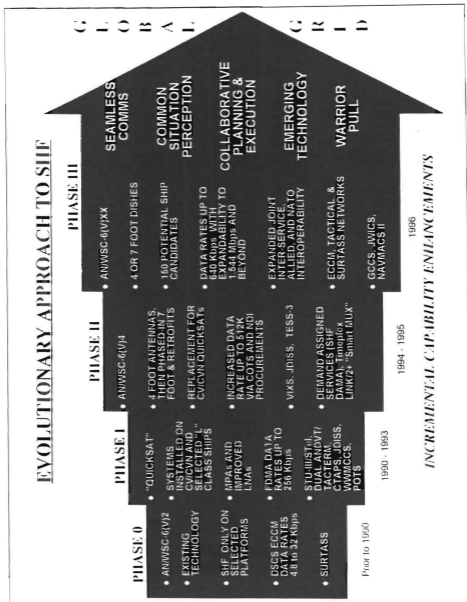 EVOLUTIONARY APPROACH TO SHF
PHASE 0
• AN/WSC-6(V)2
• EXISTING
TECHNOLOGY
• SHF ONLY ON
SELECTED
PLATFORMS
• DSCS ECCM
DATA RATES
4.8 to 32 Kbps
• SURTASS
Prior to 1990
PHASE I
• "QUICKSAT"
• SYSTEMS
INSTALLED ON
CV/CVN AND
SELECTED "L"
CLASS SHIPS
• MPAs AND
IMPROVED
LNAs
• FDMA DATA
RATES UP TO
256 Kbps
• STU-III/ST-I,
DUAL ANDVT/
TACTERM,
CTAPS, JDISS,
WWMCCS,
POTS
1990 - 1993
PHASE II
• AN/WSC-6(V)4
• 4 FOOT ANTENNAS,
THEN PHASED IN 7
FOOT & RETROFITS
• REPLACEMENT FOR
CV/CVN QUICKSATs
• INCREASED DATA
RATE UP TO 512K
VIA COTS AND NDI
PROCUREMENTS
• VIXS, JDISS, TESS-3
• DEMAND ASSIGNED
SERVICES (SHF
DAMA), Timeplex
LINK/2+ "Smart MUX"
1994 - 1995
PHASE III
• AN/WSC-6(V)XX
• 4 OR 7 FOOT DISHES
• 150 POTENTIAL SHIP
CANDIDATES
• DATA RATES UP TO
640 Kbps WITH
EXPANDABILITY TO
1.544 Mbps AND
BEYOND
• EXPANDED JOINT
INTER-SERVICE,
ALLIED AND NATO
INTEROPERABILITY
• ECCM, TACTICAL &
SURTASS NETWORKS
• GCCS, JWICS,
NAVMACS II
1996
SEAMLESS
COMMS
COMMON
SITUATION
PERCEPTION
COLLABORATIVE
PLANNING &
EXECUTION
EMERGING
TECHNOLOGY
WARRIOR
PULL
GLOBAL
GRID
INCREMENTAL CAPABILITY ENHANCEMENTS